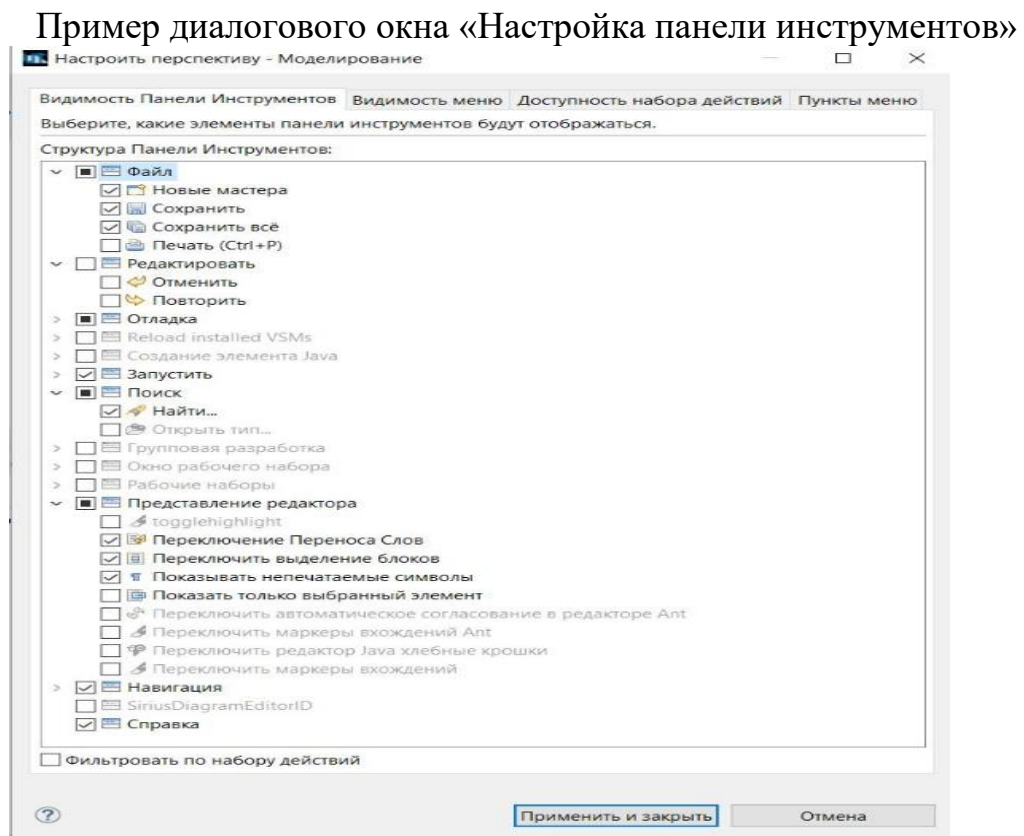 Пример диалогового окна «Настройка панели инструментов»
Настроить перспективу - Моделирование
Видимость Панели Инструментов Видимость меню Доступность набора действий Пункты меню
Выберите, какие элементы панели инструментов будут отображаться.
Структура Панели Инструментов:
Файл
Новые мастера
Сохранить
Сохранить всё
Печать (Ctrl+P)
Редактировать
Отменить
Повторить
Отладка
Reload installed VSMs
Создание элемента Java
Запустить
Поиск
Найти...
Открыть тип...
Групповая разработка
Окно рабочего набора
Рабочие наборы
Представление редактора
togglehighlight
Переключение Переноса Слов
Переключить выделение блоков
Показывать непечатаемые символы
Показать только выбранный элемент
Переключить автоматическое согласование в редакторе Ant
Переключить маркеры вхождений Ant
Переключить редактор Java хлебные крошки
Переключить маркеры вхождений
Навигация
SiriusDiagramEditorID
Справка
Фильтровать по набору действий
Применить и закрыть Отмена